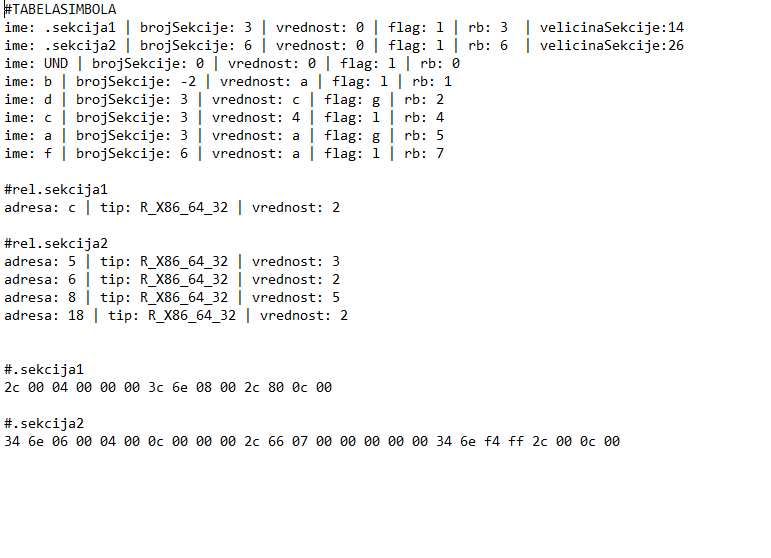 #TABELASIMBOLA
ime: .sekcija1 | brojSekcije: 3 | vrednost: 0 | flag: l | rb: 3  | velicinaSekcije:14
ime: .sekcija2 | brojSekcije: 6 | vrednost: 0 | flag: l | rb: 6  | velicinaSekcije:26
ime: UND | brojSekcije: 0 | vrednost: 0 | flag: l | rb: 0
ime: b | brojSekcije: -2 | vrednost: a | flag: l | rb: 1
ime: d | brojSekcije: 3 | vrednost: c | flag: g | rb: 2
ime: c | brojSekcije: 3 | vrednost: 4 | flag: l | rb: 4
ime: a | brojSekcije: 3 | vrednost: a | flag: g | rb: 5
ime: f | brojSekcije: 6 | vrednost: a | flag: l | rb: 7
#rel.sekcija1
adresa: c | tip: R_X86_64_32 | vrednost: 2
#rel.sekcija2
adresa: 5 | tip: R_X86_64_32 | vrednost: 3
adresa: 6 | tip: R_X86_64_32 | vrednost: 2
adresa: 8 | tip: R_X86_64_32 | vrednost: 5
adresa: 18 | tip: R_X86_64_32 | vrednost: 2
#.sekcija1
2c 00 04 00 00 00 3c 6e 08 00 2c 80 0c 00
#.sekcija2
34 6e 06 00 04 00 0c 00 00 00 2c 66 07 00 00 00 00 00 34 6e f4 ff 2c 00 0c 00